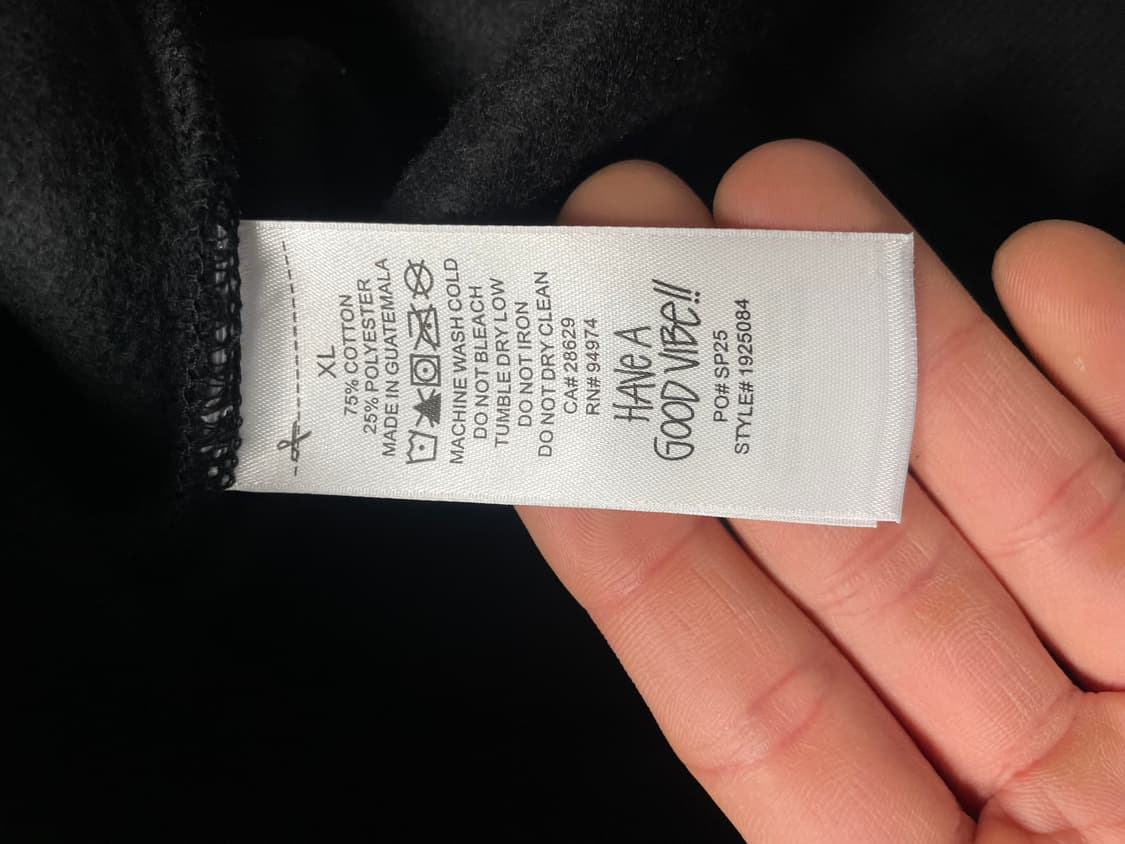 XL
75% COTTON
25% POLYESTER
MADE IN GUATEMALA
MACHINE WASH COLD
DO NOT BLEACH
TUMBLE DRY LOW
DO NOT IRON
DO NOT DRY CLEAN
CA# 28629
RN# 94974
HAVE A
GOOD VIBE!!
PO# SP25
STYLE# 1925084